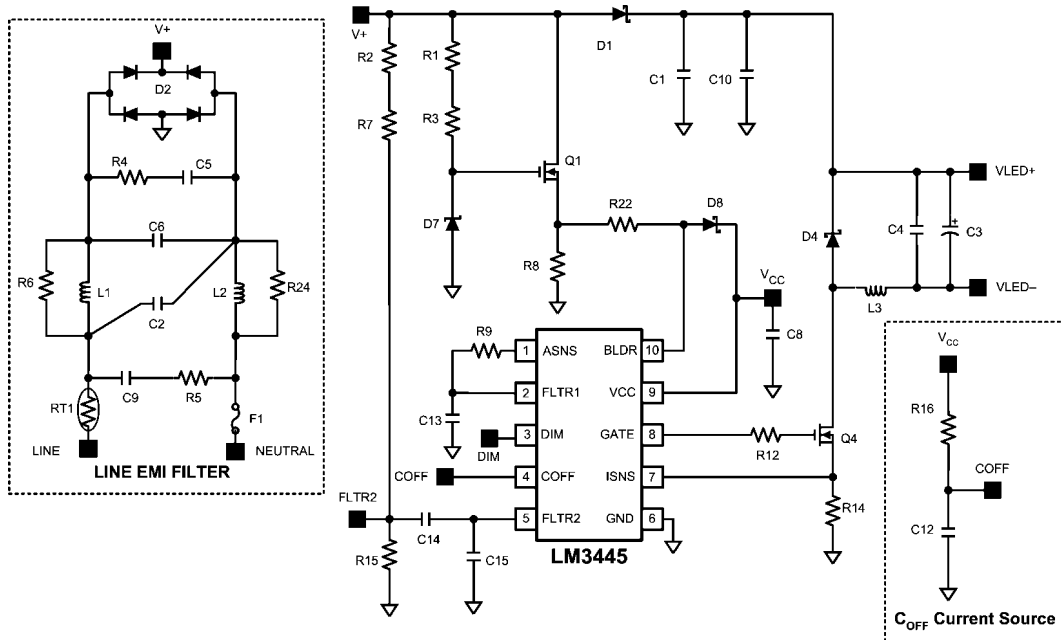 V+
D2
R4
C5
C6
R6
L1
L2
R24
C2
C9
R5
RT1
F1
LINE
NEUTRAL
LINE EMI FILTER
V+
R2
R1
D1
C1
C10
R7
R3
Q1
D7
R22
D8
R8
VCC
C8
D4
C4
+
C3
VLED+
VLED–
L3
R9
C13
DIM
COFF
FLTR2
R15
C14
C15
1 ASNS
2 FLTR1
3 DIM
4 COFF
5 FLTR2
BLDR 10
VCC 9
GATE 8
ISNS 7
GND 6
LM3445
R12
Q4
R14
VCC
R16
COFF
C12
COFF Current Source